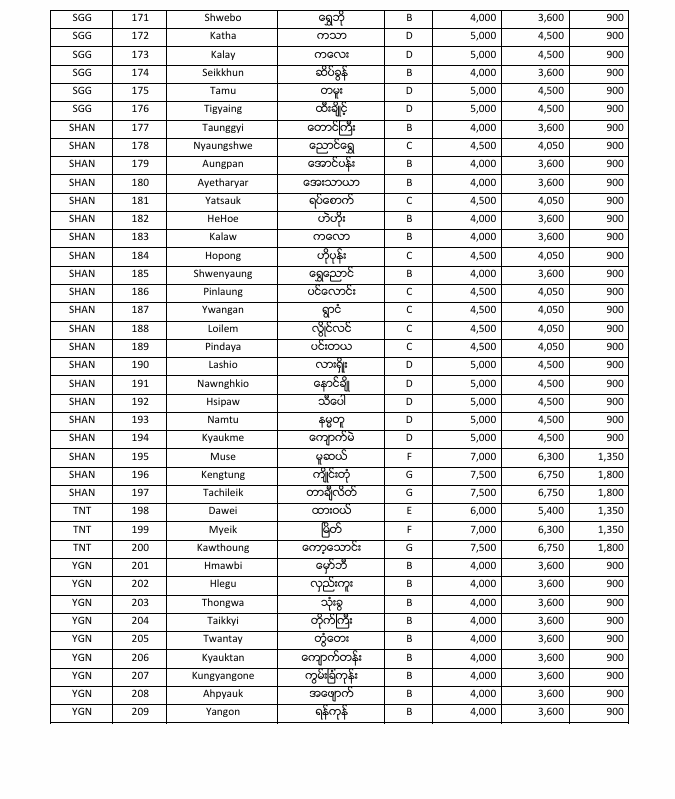 SGG 171 Shwebo ရွှေဘို B 4,000 3,600 900
SGG 172 Katha ကသာ D 5,000 4,500 900
SGG 173 Kalay ကလေး D 5,000 4,500 900
SGG 174 Seikkhun ဆိပ်ခွန် B 4,000 3,600 900
SGG 175 Tamu တမူး D 5,000 4,500 900
SGG 176 Tigyaing ထီးချိုင့် D 5,000 4,500 900
SHAN 177 Taunggyi တောင်ကြီး B 4,000 3,600 900
SHAN 178 Nyaungshwe ညောင်ရွှေ C 4,500 4,050 900
SHAN 179 Aungpan အောင်ပန်း B 4,000 3,600 900
SHAN 180 Ayetharyar အေးသာယာ B 4,000 3,600 900
SHAN 181 Yatsauk ရပ်စောက် C 4,500 4,050 900
SHAN 182 HeHoe ဟဲဟိုး B 4,000 3,600 900
SHAN 183 Kalaw ကလော B 4,000 3,600 900
SHAN 184 Hopong ဟိုပုန်း C 4,500 4,050 900
SHAN 185 Shwenyaung ရွှေညောင် B 4,000 3,600 900
SHAN 186 Pinlaung ပင်လောင်း C 4,500 4,050 900
SHAN 187 Ywangan ရွာငံ C 4,500 4,050 900
SHAN 188 Loilem လွိုင်လင် C 4,500 4,050 900
SHAN 189 Pindaya ပင်းတယ C 4,500 4,050 900
SHAN 190 Lashio လားရှိုး D 5,000 4,500 900
SHAN 191 Nawnghkio နောင်ချို D 5,000 4,500 900
SHAN 192 Hsipaw သီပေါ D 5,000 4,500 900
SHAN 193 Namtu နမ္မတူ D 5,000 4,500 900
SHAN 194 Kyaukme ကျောက်မဲ D 5,000 4,500 900
SHAN 195 Muse မူဆယ် F 7,000 6,300 1,350
SHAN 196 Kengtung ကျိုင်းတုံ G 7,500 6,750 1,800
SHAN 197 Tachileik တာချီလိတ် G 7,500 6,750 1,800
TNT 198 Dawei ထားဝယ် E 6,000 5,400 1,350
TNT 199 Myeik မြိတ် F 7,000 6,300 1,350
TNT 200 Kawthoung ကော့သောင်း G 7,500 6,750 1,800
YGN 201 Hmawbi မှော်ဘီ B 4,000 3,600 900
YGN 202 Hlegu လှည်းကူး B 4,000 3,600 900
YGN 203 Thongwa သုံးခွ B 4,000 3,600 900
YGN 204 Taikkyi တိုက်ကြီး B 4,000 3,600 900
YGN 205 Twantay တွံတေး B 4,000 3,600 900
YGN 206 Kyauktan ကျောက်တန်း B 4,000 3,600 900
YGN 207 Kungyangone ကွမ်းခြံကုန်း B 4,000 3,600 900
YGN 208 Ahpyauk အဖျောက် B 4,000 3,600 900
YGN 209 Yangon ရန်ကုန် B 4,000 3,600 900